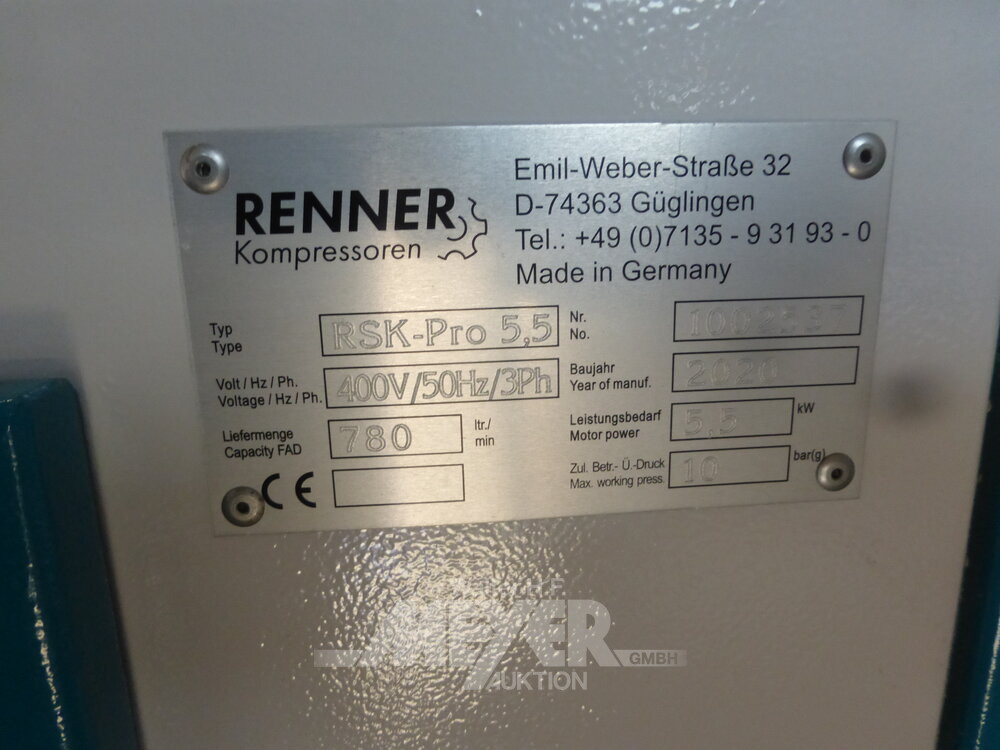 RENNER
Kompressoren
Emil-Weber-Straße 32
D-74363 Güglingen
Tel.: +49 (0)7135 - 9 31 93 - 0
Made in Germany
Typ
Type
RSK-Pro 5,5
Volt / Hz / Ph.
Voltage / Hz / Ph.
400V/50Hz/3Ph
Liefermenge
Capacity FAD
780
ltr./
min
CE
Nr.
No.
Baujahr
Year of manuf.
2020
Leistungsbedarf
Motor power
5,5
kW
Zul. Betr.- Ü.-Druck
Max. working press.
10
bar(g)
MEYER
GMBH
AUKTION